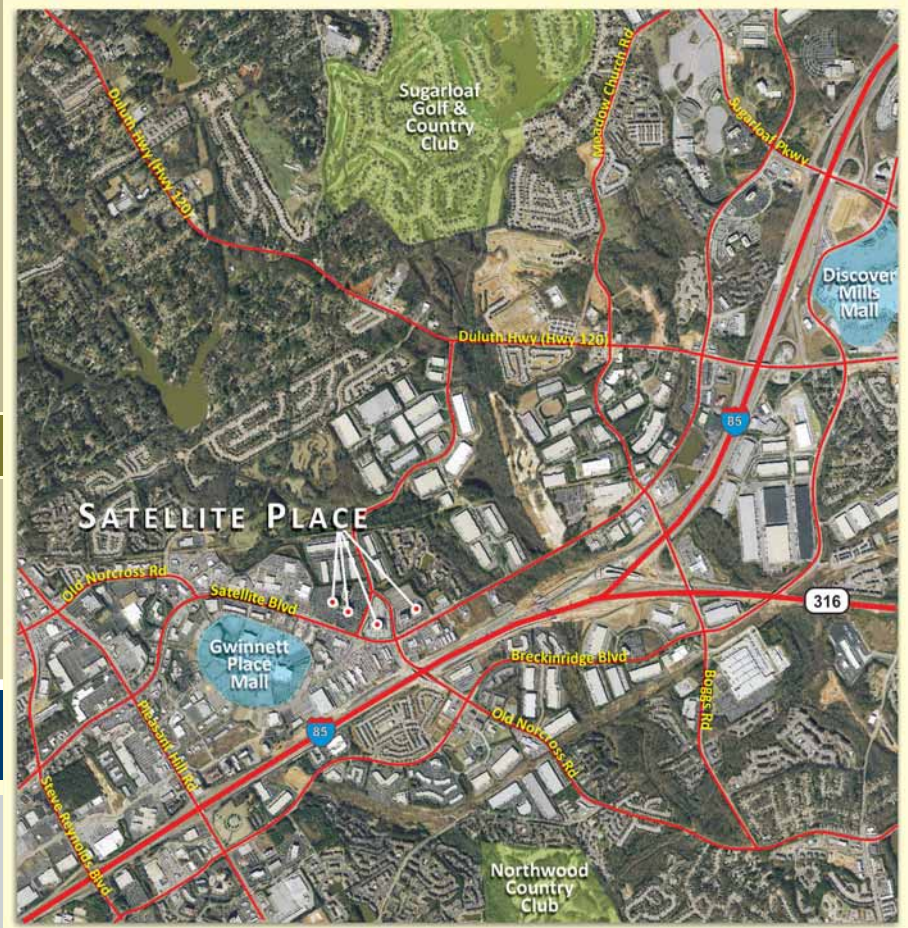 Sugarloaf
Golf &
Country
Club
Meadow Church Rd
Sugarloaf Pkwy
Duluth Hwy (Hwy 120)
Discover
Mills
Mall
Duluth Hwy (Hwy 120)
85
SATELLITE PLACE
Old Norcross Rd
Satellite Blvd
316
Gwinnett
Place
Mall
Breckinridge Blvd
Boggs Rd
Pleasant Hill Rd
Old Norcross Rd
85
Steve Reynolds Blvd
Northwood
Country
Club